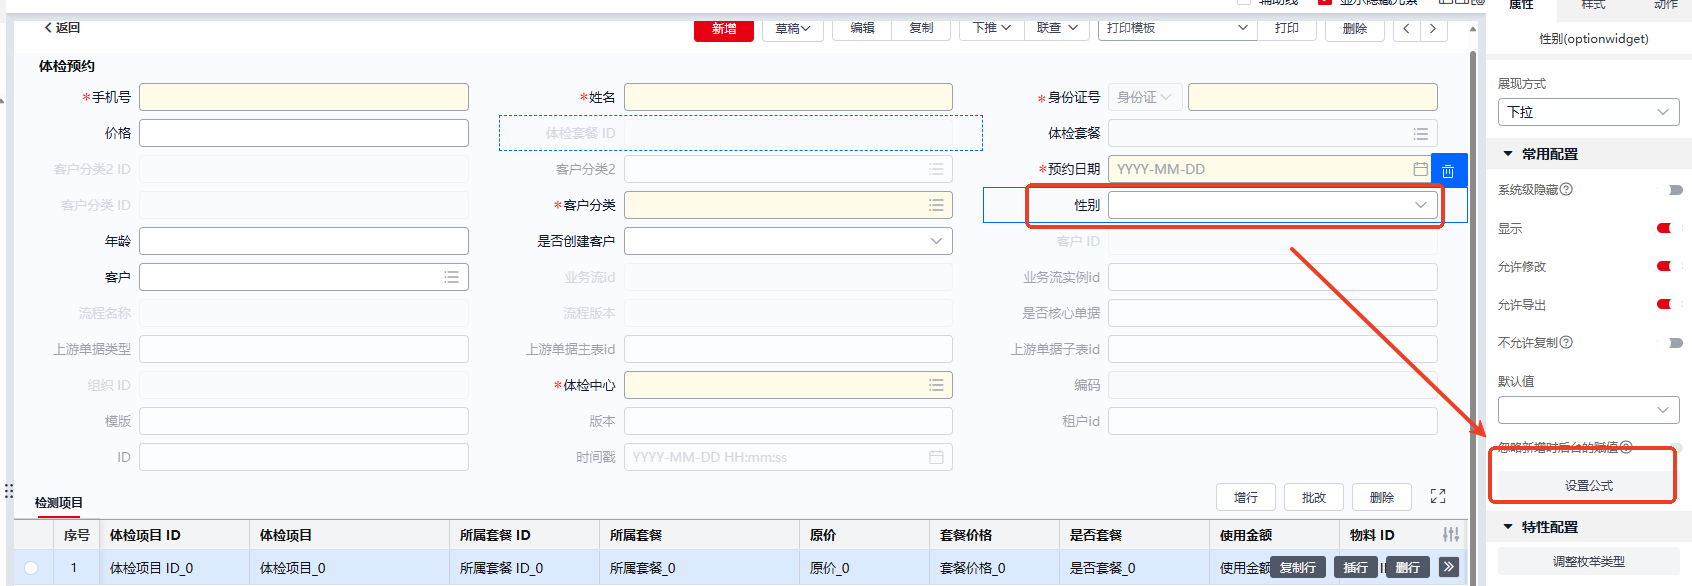 辅助线 显示隐藏元素
属性 样式 动作
返回 新增 草稿 编辑 复制 下推 联查 打印模板 打印 删除
性别(optionwidget)
体检预约
*手机号 *姓名 *身份证号 身份证
价格 体检套餐 ID 体检套餐
客户分类2 ID 客户分类2 *预约日期 YYYY-MM-DD
客户分类 ID *客户分类 性别
年龄 是否创建客户 客户 ID
客户 业务流id 业务流实例id
流程名称 流程版本 是否核心单据
上游单据类型 上游单据主表id 上游单据子表id
组织 ID *体检中心 编码
模版 版本 租户id
ID 时间戳 YYYY-MM-DD HH:mm:ss
增行 批改 删除
检测项目
序号 体检项目 ID 体检项目 所属套餐 ID 所属套餐 原价 套餐价格 是否套餐 使用金额 物料 ID
1 体检项目 ID_0 体检项目_0 所属套餐 ID_0 所属套餐_0 原价_0 套餐价格_0 是否套餐_0 使用金额 复制行 插行 删行
展现方式
下拉
常用配置
系统级隐藏
显示
允许修改
允许导出
不允许复制
默认值
忽略新增时后台的赋值
设置公式
特性配置
调整枚举类型